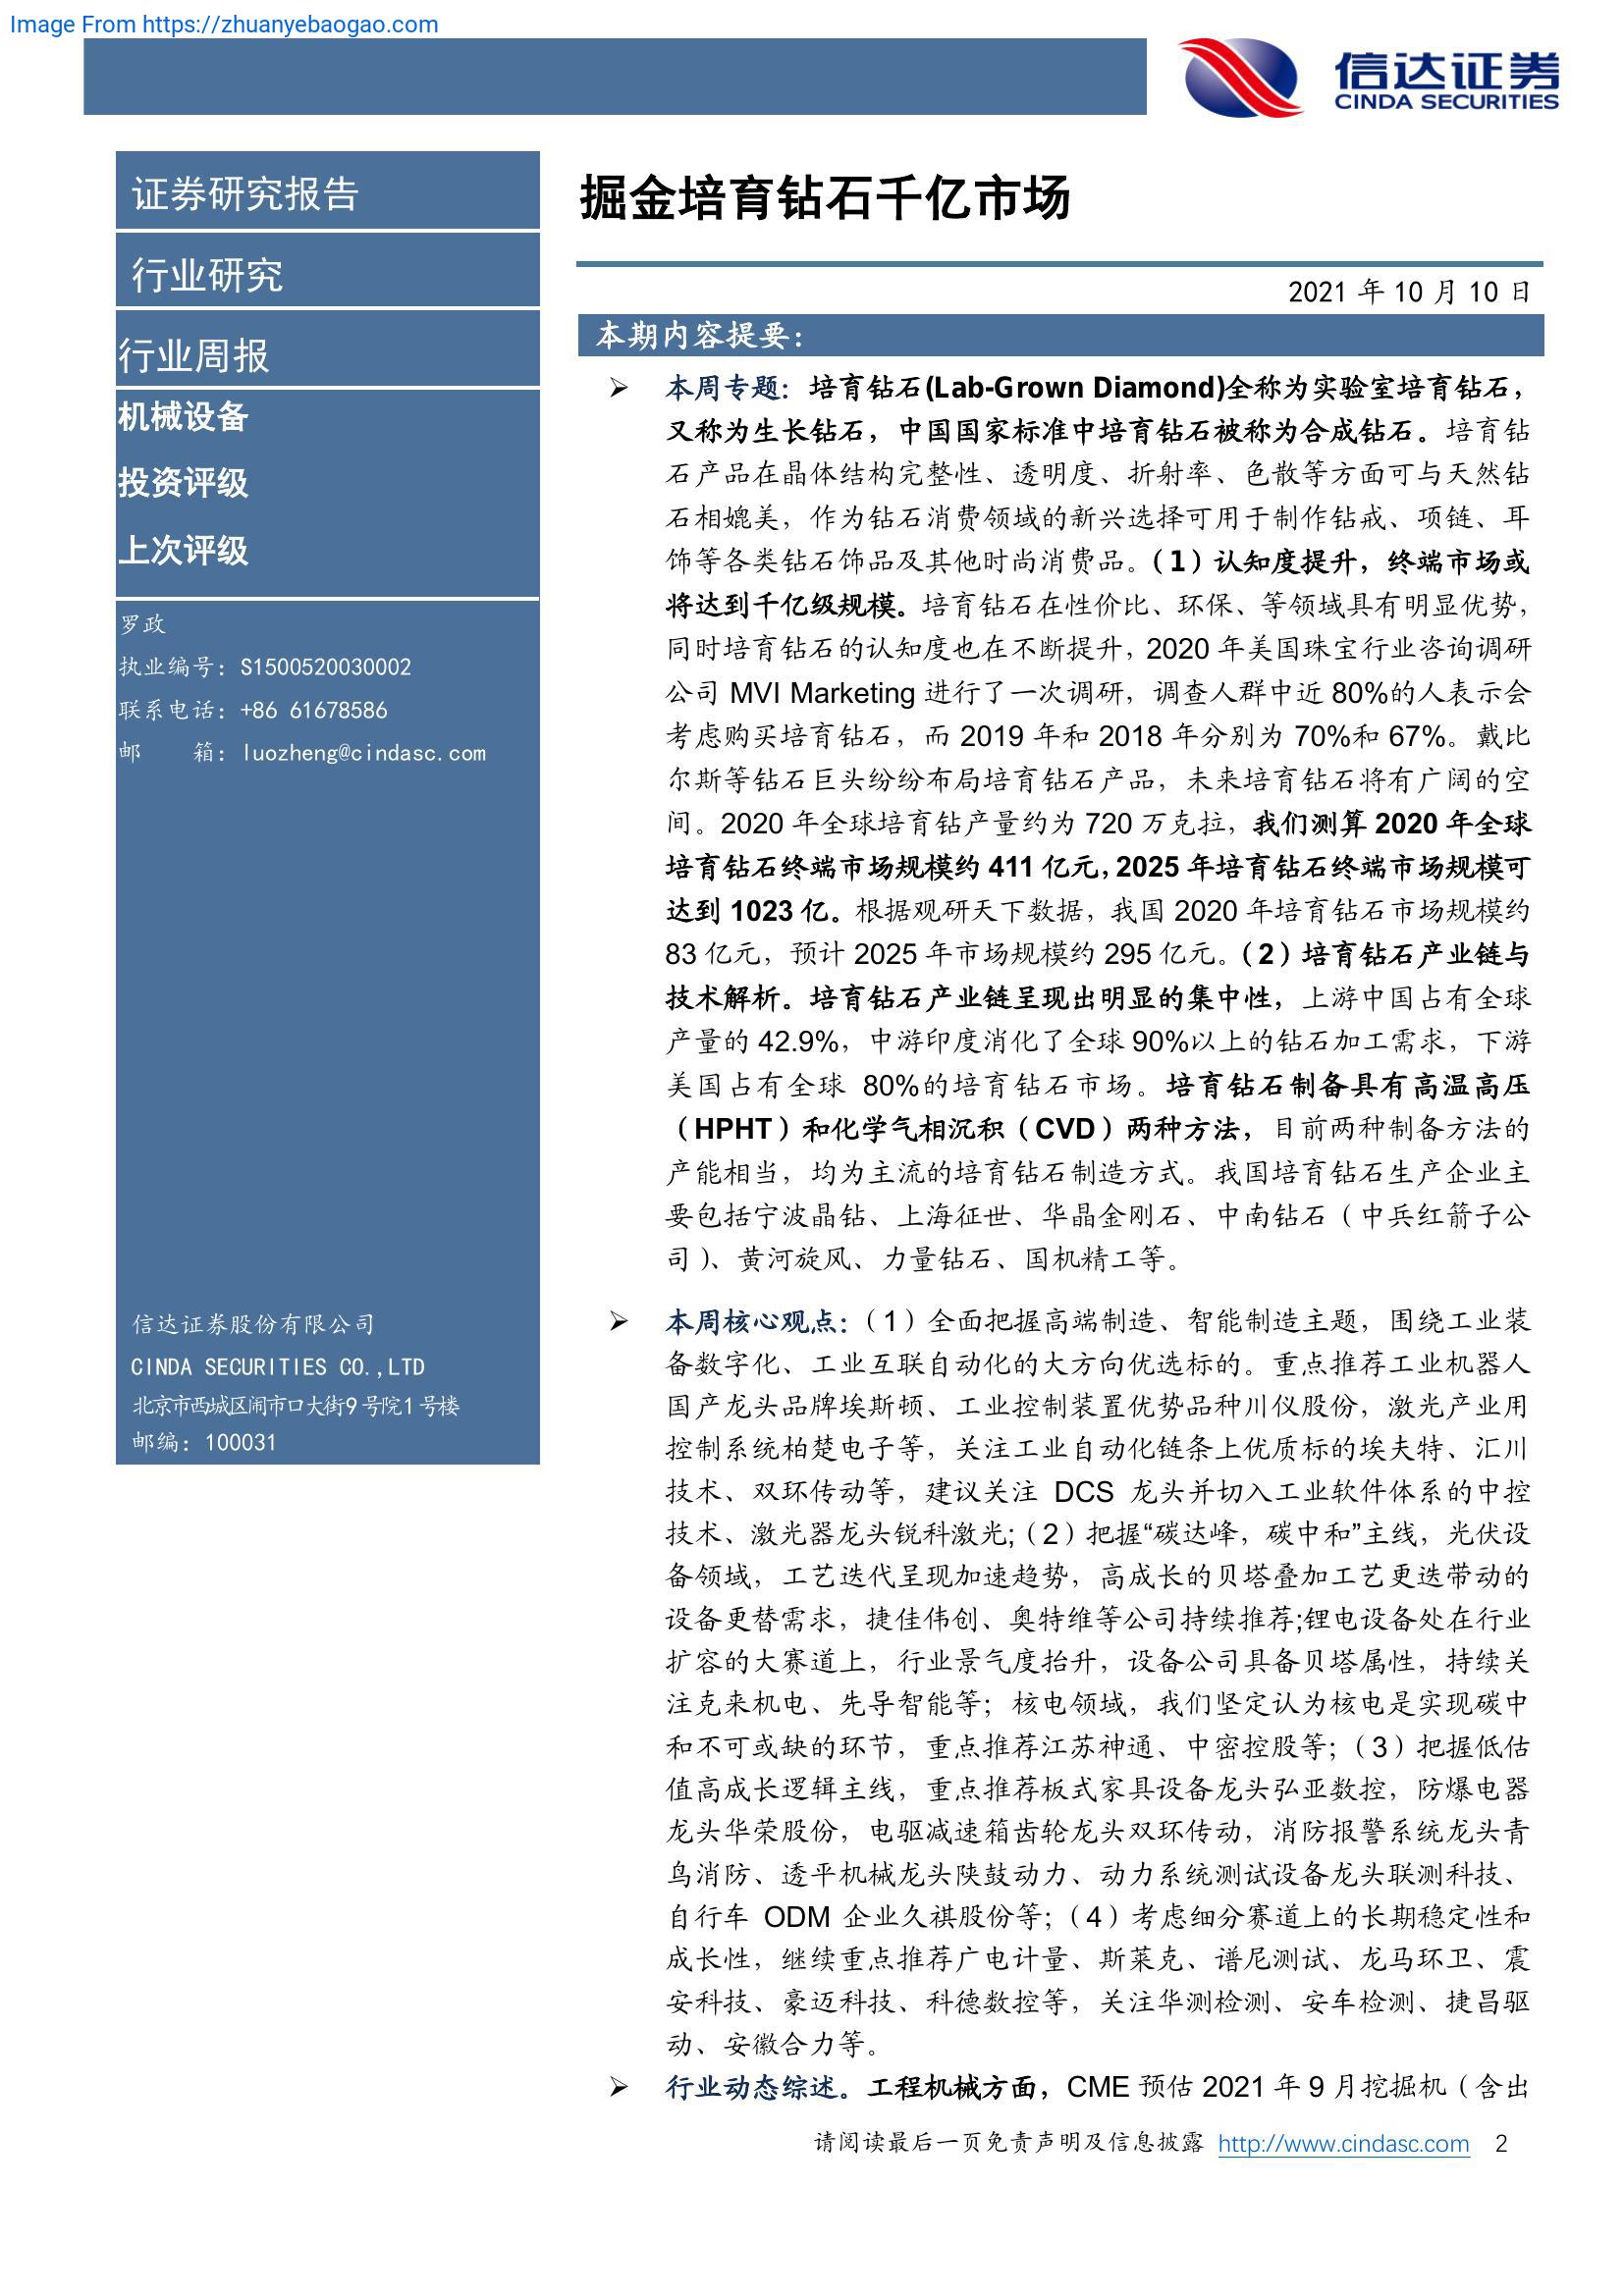 Image From https://zhuanyebaogao.com
信达证券
CINDA SECURITIES
证券研究报告
行业研究
行业周报
机械设备
投资评级
上次评级
罗政
执业编号：S1500520030002
联系电话：+86 61678586
邮 箱：luozheng@cindasc.com
信达证券股份有限公司
CINDA SECURITIES CO.,LTD
北京市西城区闹市口大街9号院1号楼
邮编：100031
掘金培育钻石千亿市场
2021 年 10 月 10 日
本期内容提要：
➢ 本周专题：培育钻石(Lab-Grown Diamond)全称为实验室培育钻石，
又称为生长钻石，中国国家标准中培育钻石被称为合成钻石。培育钻
石产品在晶体结构完整性、透明度、折射率、色散等方面可与天然钻
石相媲美，作为钻石消费领域的新兴选择可用于制作钻戒、项链、耳
饰等各类钻石饰品及其他时尚消费品。（1）认知度提升，终端市场或
将达到千亿级规模。培育钻石在性价比、环保、等领域具有明显优势，
同时培育钻石的认知度也在不断提升，2020 年美国珠宝行业咨询调研
公司 MVI Marketing 进行了一次调研，调查人群中近 80%的人表示会
考虑购买培育钻石，而 2019 年和 2018 年分别为 70%和 67%。戴比
尔斯等钻石巨头纷纷布局培育钻石产品，未来培育钻石将有广阔的空
间。2020 年全球培育钻产量约为 720 万克拉，我们测算 2020 年全球
培育钻石终端市场规模约 411 亿元，2025 年培育钻石终端市场规模可
达到 1023 亿。根据观研天下数据，我国 2020 年培育钻石市场规模约
83 亿元，预计 2025 年市场规模约 295 亿元。（2）培育钻石产业链与
技术解析。培育钻石产业链呈现出明显的集中性，上游中国占有全球
产量的 42.9%，中游印度消化了全球 90%以上的钻石加工需求，下游
美国占有全球 80%的培育钻石市场。培育钻石制备具有高温高压
（HPHT）和化学气相沉积（CVD）两种方法，目前两种制备方法的
产能相当，均为主流的培育钻石制造方式。我国培育钻石生产企业主
要包括宁波晶钻、上海征世、华晶金刚石、中南钻石（中兵红箭子公
司）、黄河旋风、力量钻石、国机精工等。
➢ 本周核心观点：（1）全面把握高端制造、智能制造主题，围绕工业装
备数字化、工业互联自动化的大方向优选标的。重点推荐工业机器人
国产龙头品牌埃斯顿、工业控制装置优势品种川仪股份，激光产业用
控制系统柏楚电子等，关注工业自动化链条上优质标的埃夫特、汇川
技术、双环传动等，建议关注 DCS 龙头并切入工业软件体系的中控
技术、激光器龙头锐科激光;（2）把握“碳达峰，碳中和”主线，光伏设
备领域，工艺迭代呈现加速趋势，高成长的贝塔叠加工艺更迭带动的
设备更替需求，捷佳伟创、奥特维等公司持续推荐;锂电设备处在行业
扩容的大赛道上，行业景气度抬升，设备公司具备贝塔属性，持续关
注克来机电、先导智能等；核电领域，我们坚定认为核电是实现碳中
和不可或缺的环节，重点推荐江苏神通、中密控股等;（3）把握低估
值高成长逻辑主线，重点推荐板式家具设备龙头弘亚数控，防爆电器
龙头华荣股份，电驱减速箱齿轮龙头双环传动，消防报警系统龙头青
鸟消防、透平机械龙头陕鼓动力、动力系统测试设备龙头联测科技、
自行车 ODM 企业久祺股份等;（4）考虑细分赛道上的长期稳定性和
成长性，继续重点推荐广电计量、斯莱克、谱尼测试、龙马环卫、震
安科技、豪迈科技、科德数控等，关注华测检测、安车检测、捷昌驱
动、安徽合力等。
➢ 行业动态综述。工程机械方面，CME 预估 2021 年 9 月挖掘机（含出
请阅读最后一页免责声明及信息披露 http://www.cindasc.com 2